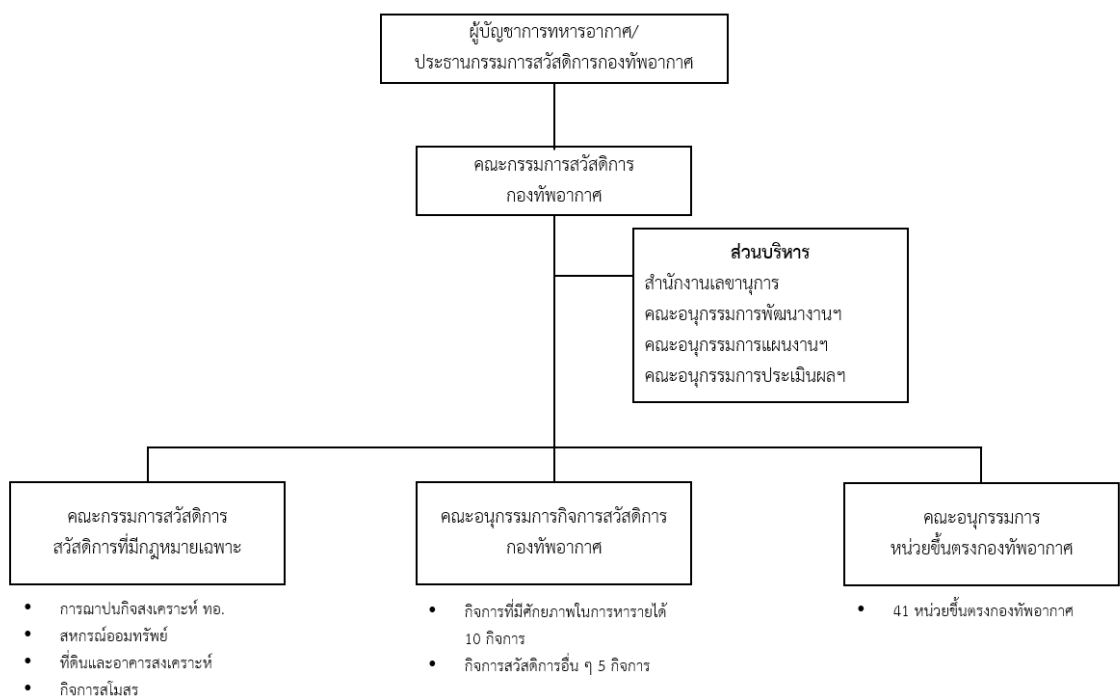 ผู้บัญชาการทหารอากาศ/
ประธานกรรมการสวัสดิการกองทัพอากาศ
คณะกรรมการสวัสดิการ
กองทัพอากาศ
ส่วนบริหาร
สำนักงานเลขานุการ
คณะอนุกรรมการพัฒนางานฯ
คณะอนุกรรมการแผนงานฯ
คณะอนุกรรมการประเมินผลฯ
คณะกรรมการสวัสดิการ
สวัสดิการที่มีกฎหมายเฉพาะ
• การฌาปนกิจสงเคราะห์ ทอ.
• สหกรณ์ออมทรัพย์
• ที่ดินและอาคารสงเคราะห์
• กิจการสโมสร
คณะอนุกรรมการกิจการสวัสดิการ
กองทัพอากาศ
• กิจการที่มีศักยภาพในการหารายได้
10 กิจการ
• กิจการสวัสดิการอื่น ๆ 5 กิจการ
คณะอนุกรรมการ
หน่วยขึ้นตรงกองทัพอากาศ
• 41 หน่วยขึ้นตรงกองทัพอากาศ